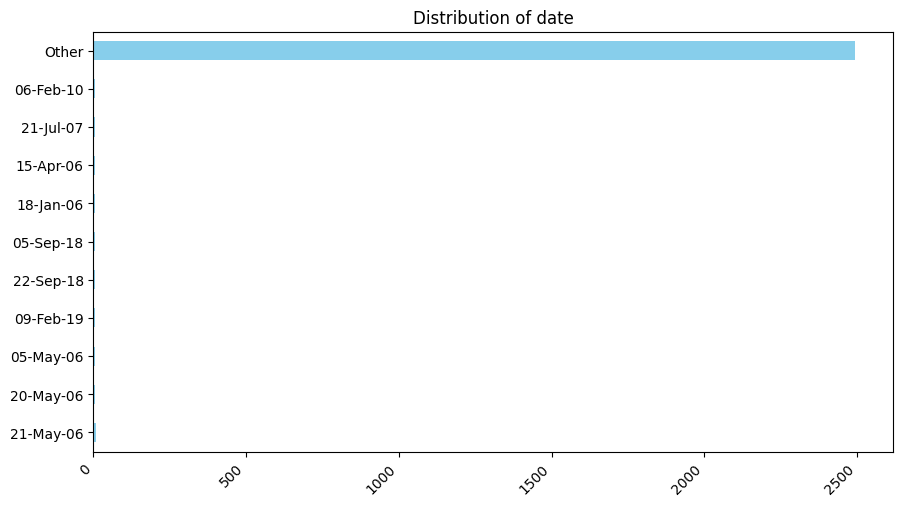 Distribution of date
Other
06-Feb-10
21-Jul-07
15-Apr-06
18-Jan-06
05-Sep-18
22-Sep-18
09-Feb-19
05-May-06
20-May-06
21-May-06
0
500
1000
1500
2000
2500